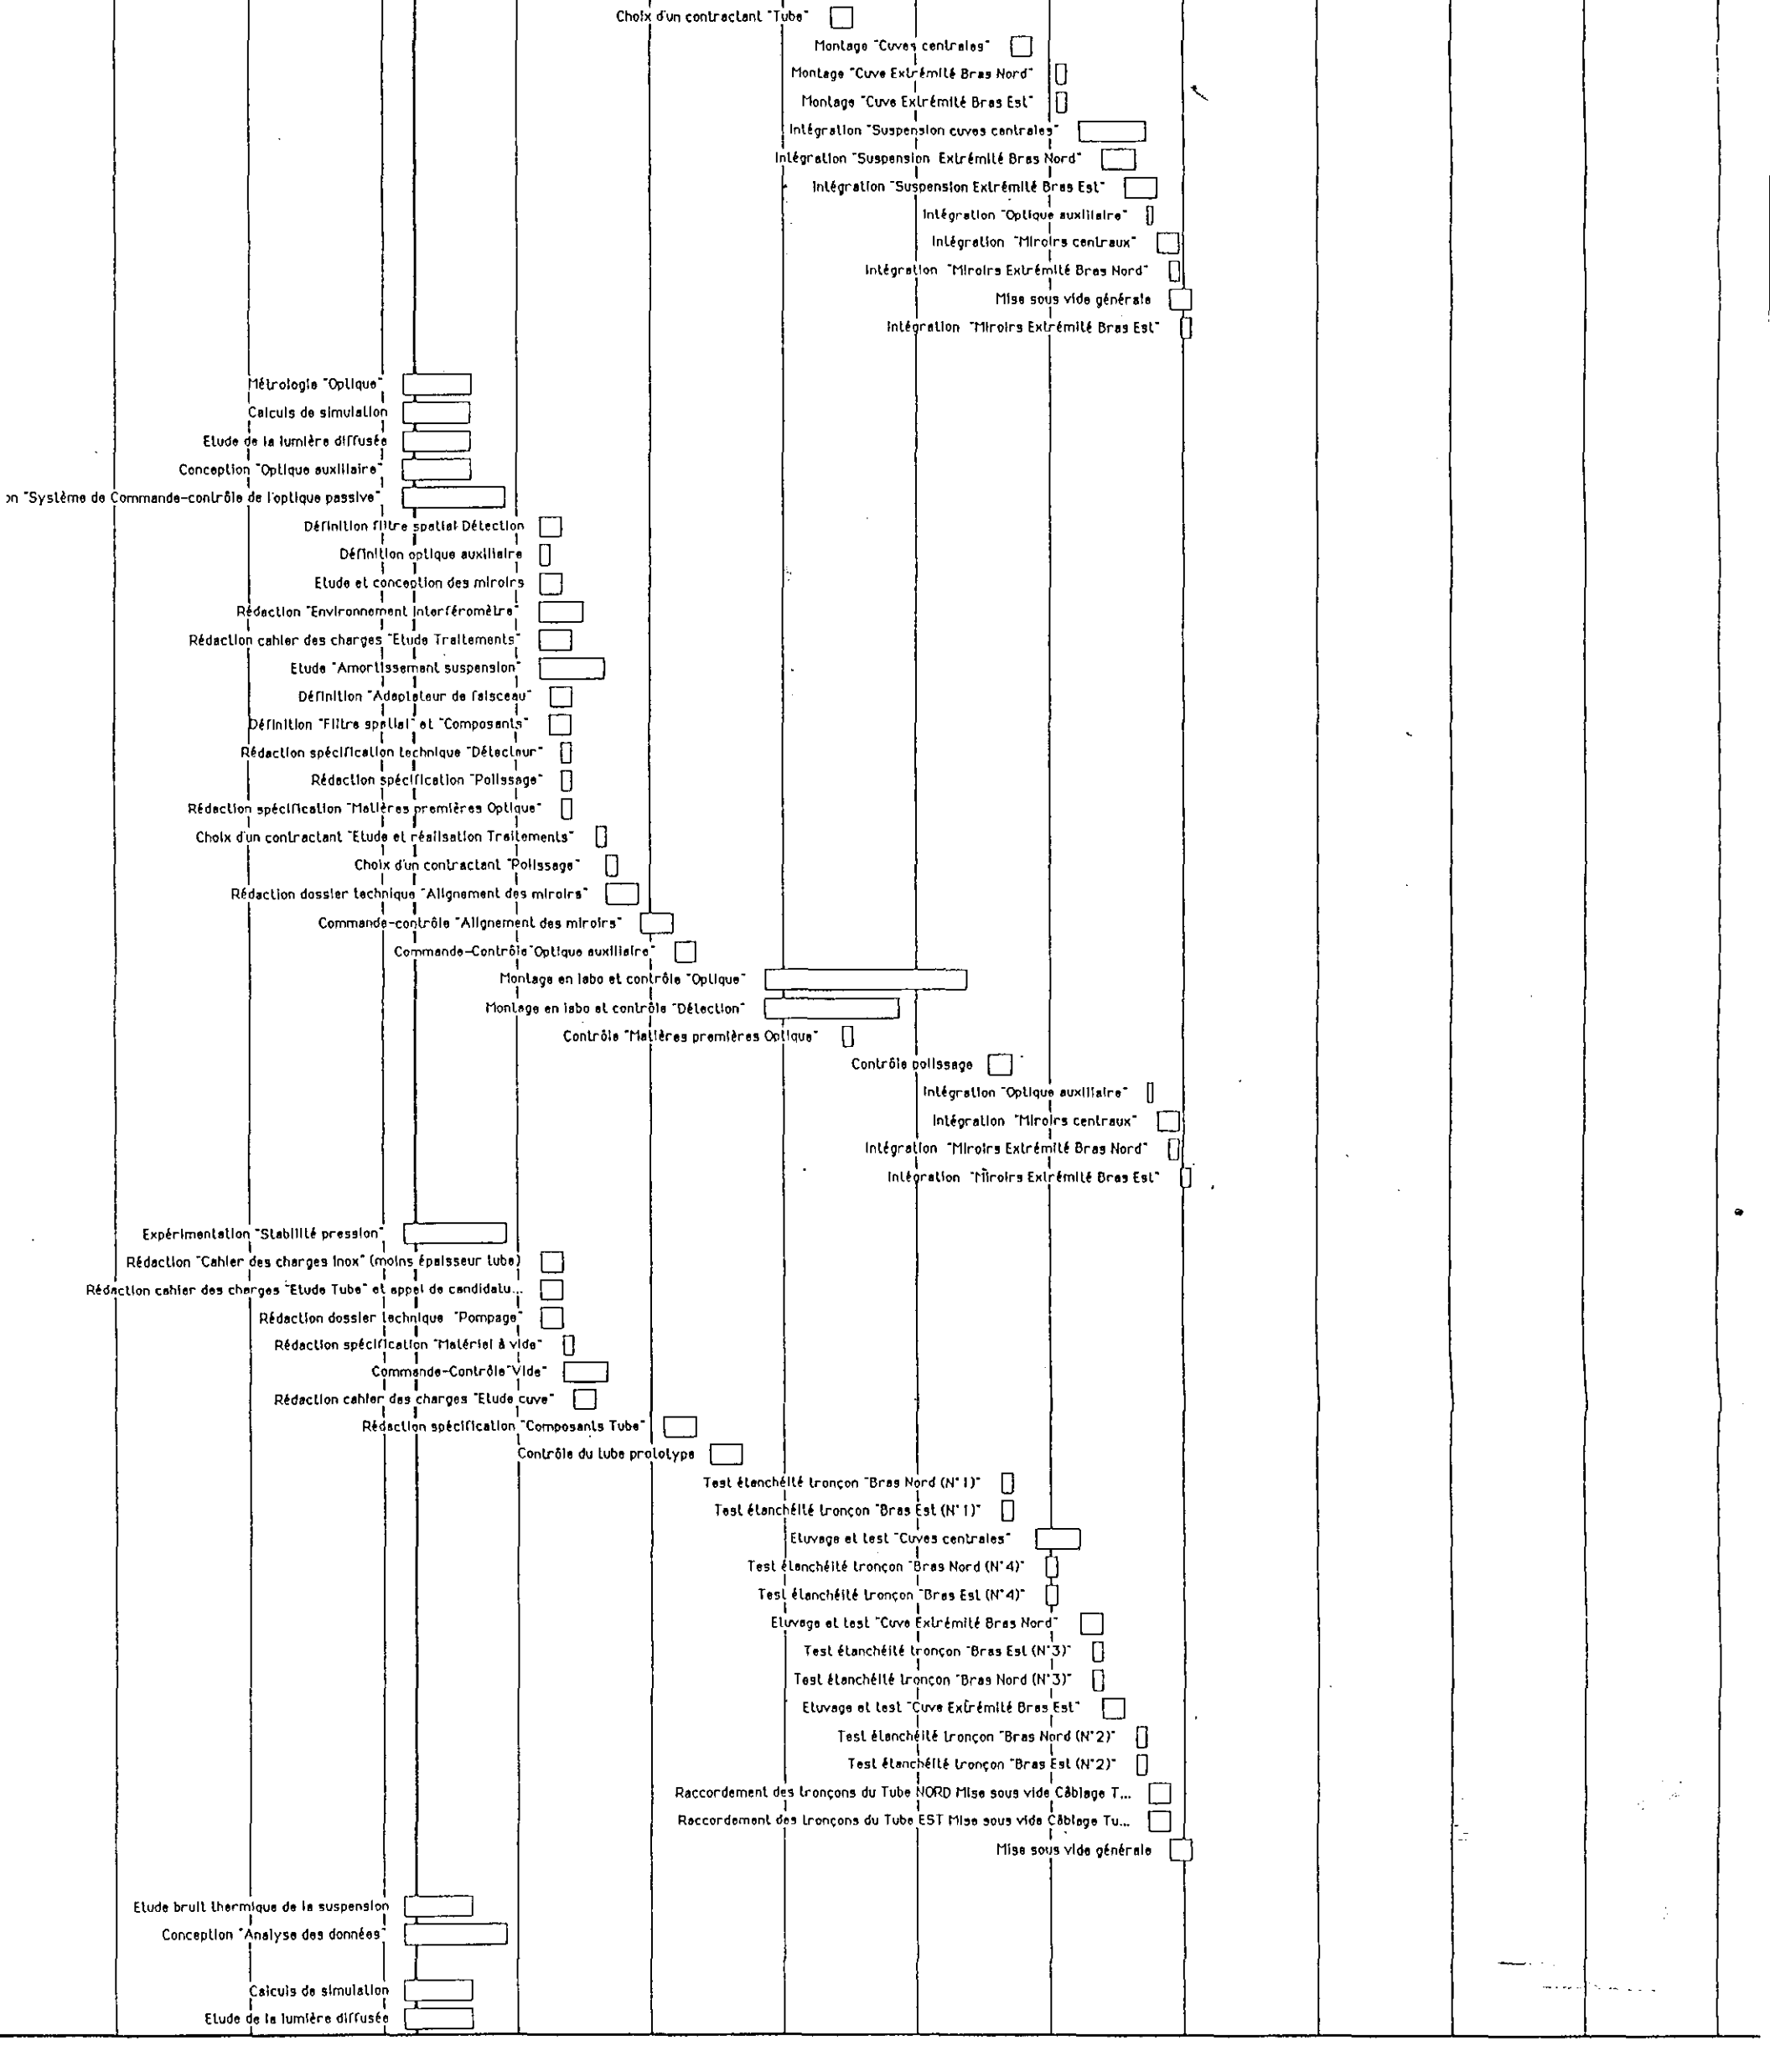 Choix d'un contractant "Tube"
Montage "Cuves centrales"
Montage "Cuve Extrémité Bras Nord"
Montage "Cuve Extrémité Bras Est"
Intégration "Suspension cuves centrales"
Intégration "Suspension Extrémité Bras Nord"
Intégration "Suspension Extrémité Bras Est"
Intégration "Optique auxiliaire"
Intégration "Miroirs centraux"
Intégration "Miroirs Extrémité Bras Nord"
Mise sous vide générale
Intégration "Miroirs Extrémité Bras Est"
Métrologie "Optique"
Calculs de simulation
Etude de la lumière diffusée
Conception "Optique auxiliaire"
on "Système de Commande-contrôle de l'optique passive"
Définition filtre spatial Détection
Définition optique auxiliaire
Etude et conception des miroirs
Rédaction "Environnement Interféromètre"
Rédaction cahier des charges "Etude Traitements"
Etude "Amortissement suspension"
Définition "Adaptateur de faisceau"
Définition "Filtre spatial" et "Composants"
Rédaction spécification technique "Détecteur"
Rédaction spécification "Polissage"
Rédaction spécification "Matières premières Optique"
Choix d'un contractant "Etude et réalisation Traitements"
Choix d'un contractant "Polissage"
Rédaction dossier technique "Alignement des miroirs"
Commande-contrôle "Alignement des miroirs"
Commande-Contrôle"Optique auxiliaire"
Montage en labo et contrôle "Optique"
Montage en labo et contrôle "Détection"
Contrôle "Matières premières Optique"
Contrôle polissage
Intégration "Optique auxiliaire"
Intégration "Miroirs centraux"
Intégration "Miroirs Extrémité Bras Nord"
Intégration "Miroirs Extrémité Bras Est"
Expérimentation "Stabilité pression"
Rédaction "Cahier des charges Inox" (moins épaisseur tube)
Rédaction cahier des charges "Etude Tube" et appel de candidatu...
Rédaction dossier technique "Pompage"
Rédaction spécification "Matériel à vide"
Commande-Contrôle"Vide"
Rédaction cahier des charges "Etude cuve"
Rédaction spécification "Composants Tube"
Contrôle du tube prototype
Test étanchéité tronçon "Bras Nord (N°1)"
Test étanchéité tronçon "Bras Est (N°1)"
Etuvage et test "Cuves centrales"
Test étanchéité tronçon "Bras Nord (N°4)"
Test étanchéité tronçon "Bras Est (N°4)"
Etuvage et test "Cuve Extrémité Bras Nord"
Test étanchéité tronçon "Bras Est (N°3)"
Test étanchéité tronçon "Bras Nord (N°3)"
Etuvage et test "Cuve Extrémité Bras Est"
Test étanchéité tronçon "Bras Nord (N°2)"
Test étanchéité tronçon "Bras Est (N°2)"
Raccordement des tronçons du Tube NORD Mise sous vide Câblage T...
Raccordement des tronçons du Tube EST Mise sous vide Câblage Tu...
Mise sous vide générale
Etude bruit thermique de la suspension
Conception "Analyse des données"
Calculs de simulation
Etude de la lumière diffusée